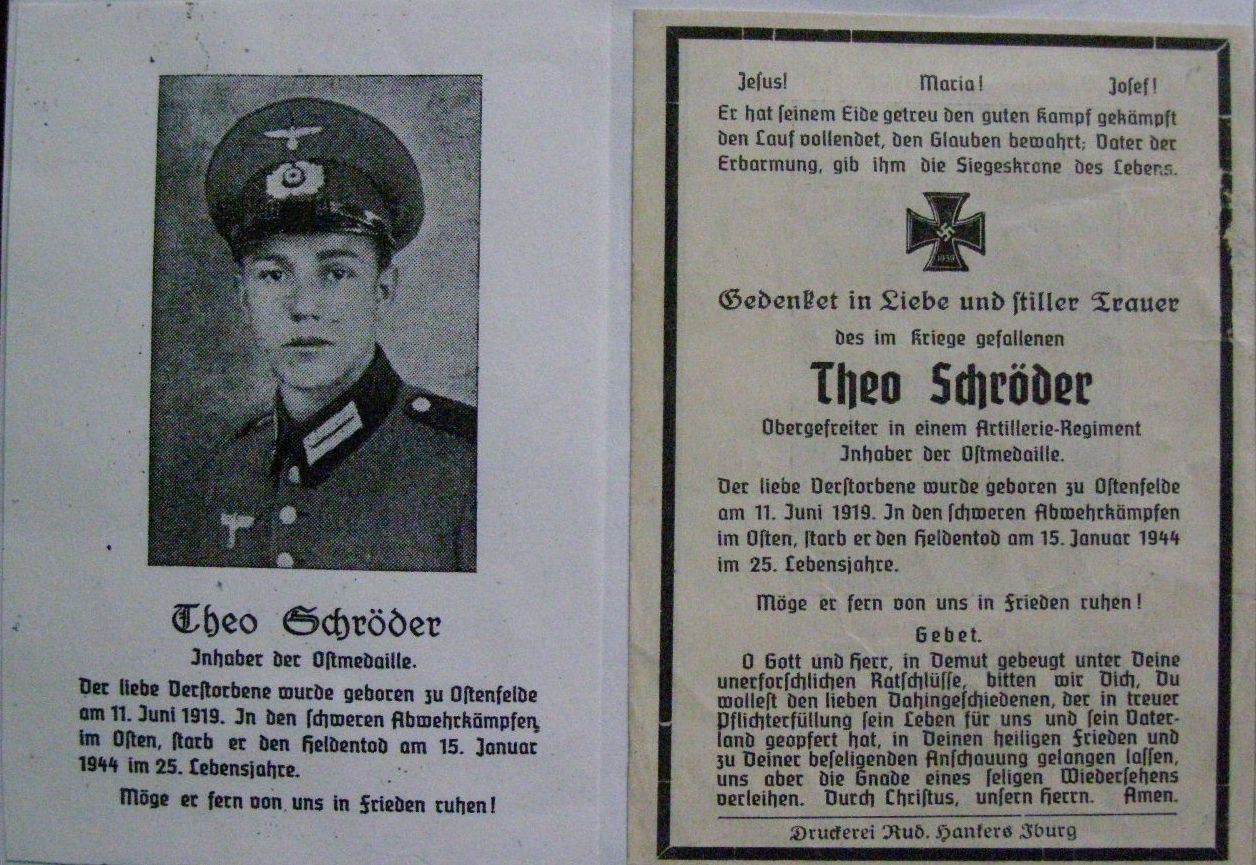 Theo Schröder
Inhaber der Ostmedaille.
Der liebe Verstorbene wurde geboren zu Ostenfelde
am 11. Juni 1919. In den schweren Abwehrkämpfen,
im Osten, starb er den Heldentod am 15. Januar
1944 im 25. Lebensjahre.
Möge er fern von uns in Frieden ruhen!
Jesus! Maria! Josef!
Er hat seinem Eide getreu den guten Kampf gekämpft
den Lauf vollendet, den Glauben bewahrt; Vater der
Erbarmung, gib ihm die Siegeskrone des Lebens.
1939
Gedenket in Liebe und stiller Trauer
des im Kriege gefallenen
Theo Schröder
Obergefreiter in einem Artillerie-Regiment
Inhaber der Ostmedaille.
Der liebe Verstorbene wurde geboren zu Ostenfelde
am 11. Juni 1919. In den schweren Abwehrkämpfen
im Osten, starb er den Heldentod am 15. Januar 1944
im 25. Lebensjahre.
Möge er fern von uns in Frieden ruhen!
Gebet.
O Gott und Herr, in Demut gebeugt unter Deine
unerforschlichen Ratschlüsse, bitten wir Dich, Du
wollest den lieben Dahingeschiedenen, der in treuer
Pflichterfüllung sein Leben für uns und sein Vater-
land geopfert hat, in Deinen heiligen Frieden und
zu Deiner beseligenden Anschauung gelangen lassen,
uns aber die Gnade eines seligen Wiedersehens
verleihen. Durch Christus, unsern Herrn. Amen.
Druckerei Rud. Hankers Iburg